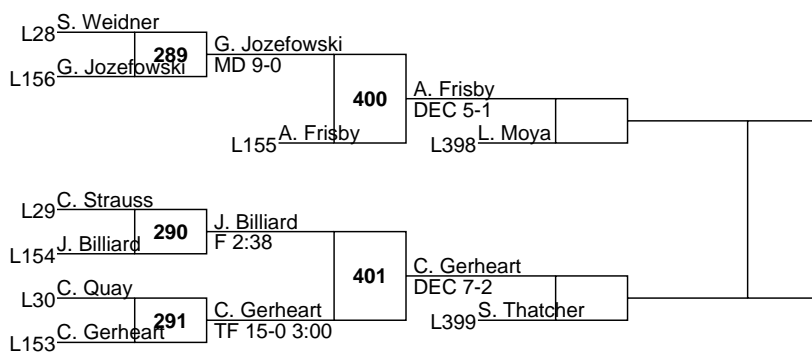 S. Weidner
L28
289
G. Jozefowski
MD 9-0
L156
G. Jozefowski
400
A. Frisby
DEC 5-1
L155
A. Frisby
L398
L. Moya
L29
C. Strauss
290
J. Billiard
F 2:38
L154
J. Billiard
401
C. Gerheart
DEC 7-2
L30
C. Quay
291
C. Gerheart
TF 15-0 3:00
L153
C. Gerheart
L399
S. Thatcher